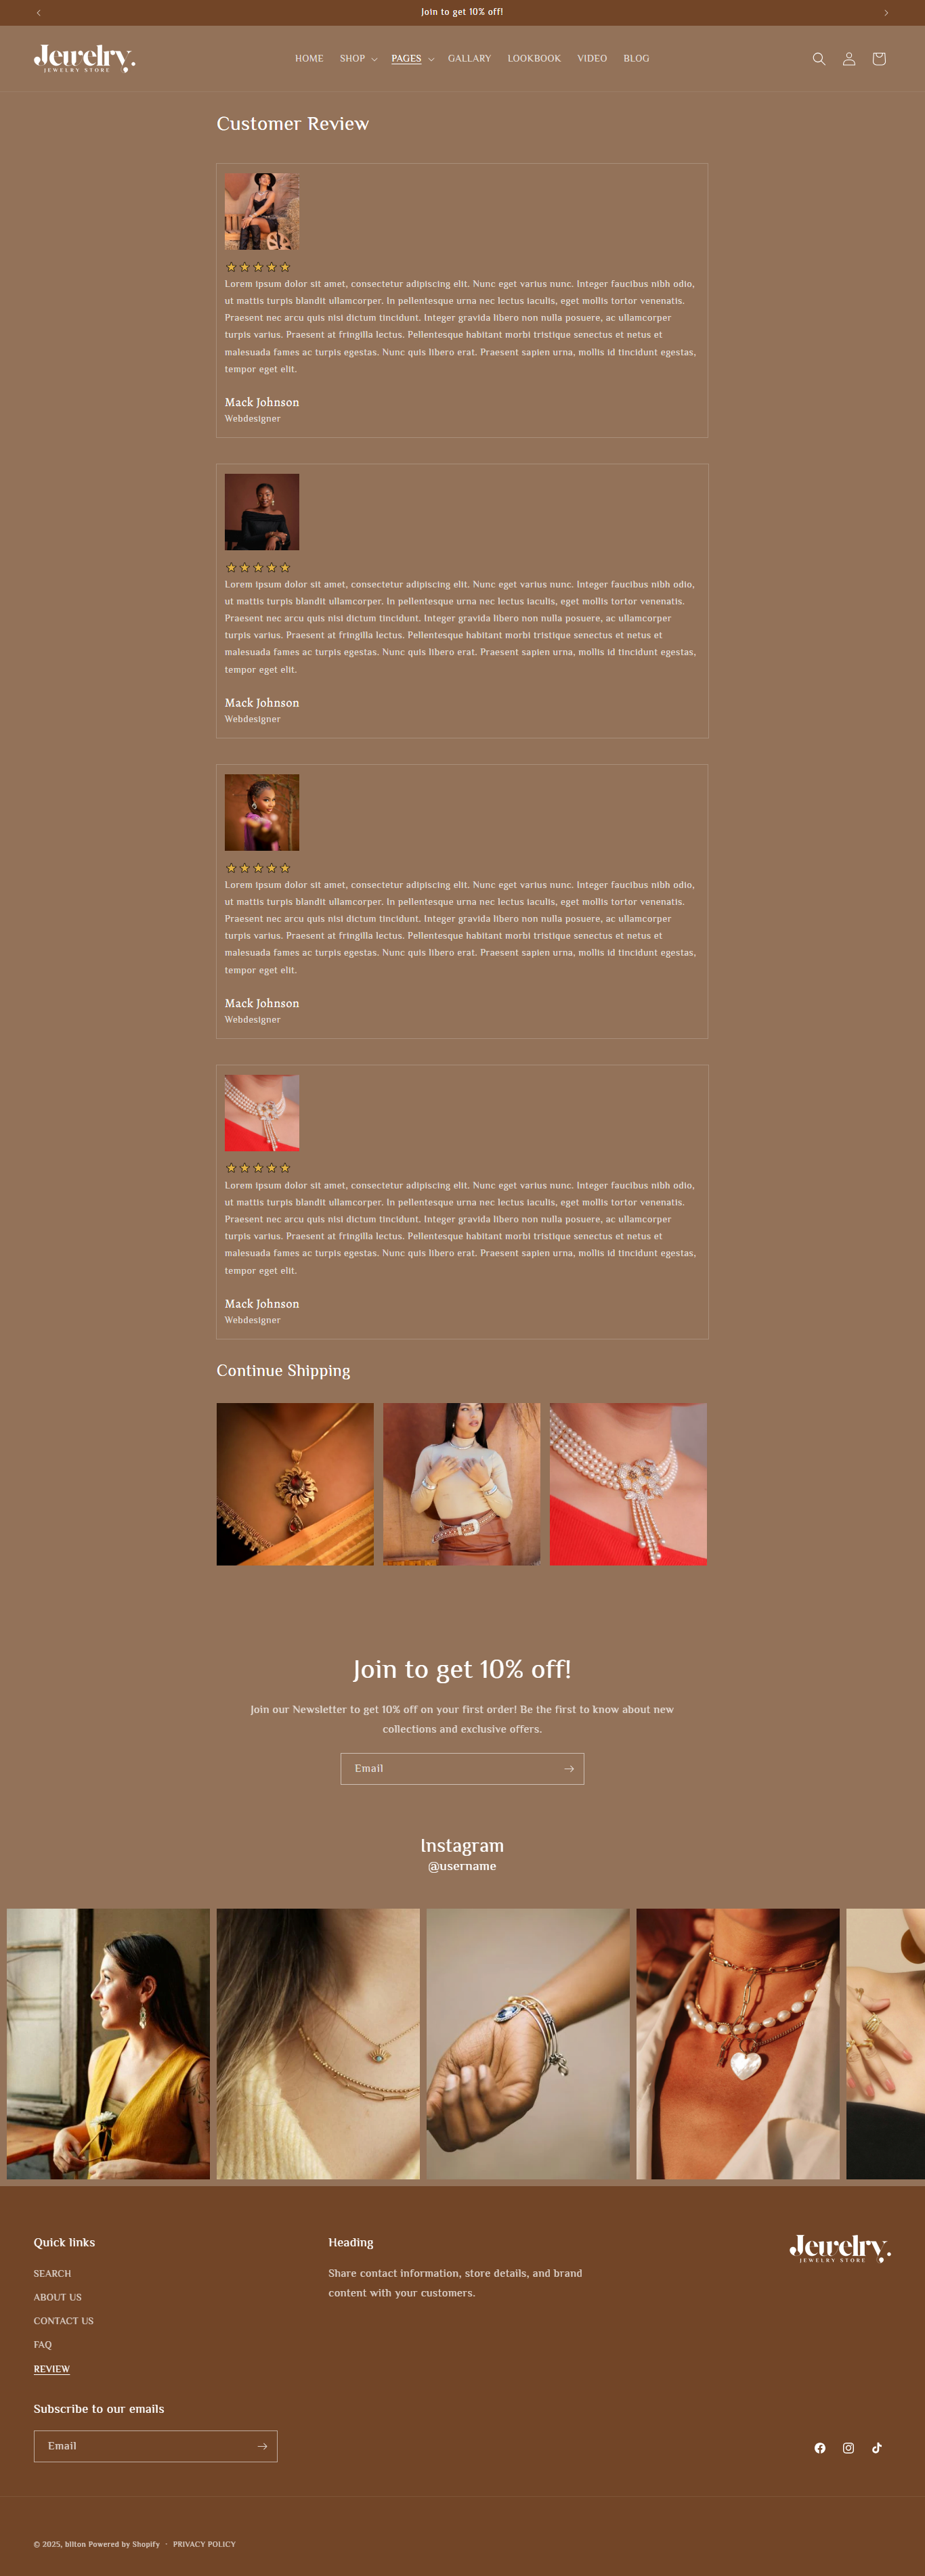 Join to get 10% off!
Jewelry.
JEWELRY STORE
HOME SHOP PAGES GALLARY LOOKBOOK VIDEO BLOG
Customer Review
Lorem ipsum dolor sit amet, consectetur adipiscing elit. Nunc eget varius nunc. Integer faucibus nibh odio,
ut mattis turpis blandit ullamcorper. In pellentesque urna nec lectus iaculis, eget mollis tortor venenatis.
Praesent nec arcu quis nisi dictum tincidunt. Integer gravida libero non nulla posuere, ac ullamcorper
turpis varius. Praesent at fringilla lectus. Pellentesque habitant morbi tristique senectus et netus et
malesuada fames ac turpis egestas. Nunc quis libero erat. Praesent sapien urna, mollis id tincidunt egestas,
tempor eget elit.
Mack Johnson
Webdesigner
Lorem ipsum dolor sit amet, consectetur adipiscing elit. Nunc eget varius nunc. Integer faucibus nibh odio,
ut mattis turpis blandit ullamcorper. In pellentesque urna nec lectus iaculis, eget mollis tortor venenatis.
Praesent nec arcu quis nisi dictum tincidunt. Integer gravida libero non nulla posuere, ac ullamcorper
turpis varius. Praesent at fringilla lectus. Pellentesque habitant morbi tristique senectus et netus et
malesuada fames ac turpis egestas. Nunc quis libero erat. Praesent sapien urna, mollis id tincidunt egestas,
tempor eget elit.
Mack Johnson
Webdesigner
Lorem ipsum dolor sit amet, consectetur adipiscing elit. Nunc eget varius nunc. Integer faucibus nibh odio,
ut mattis turpis blandit ullamcorper. In pellentesque urna nec lectus iaculis, eget mollis tortor venenatis.
Praesent nec arcu quis nisi dictum tincidunt. Integer gravida libero non nulla posuere, ac ullamcorper
turpis varius. Praesent at fringilla lectus. Pellentesque habitant morbi tristique senectus et netus et
malesuada fames ac turpis egestas. Nunc quis libero erat. Praesent sapien urna, mollis id tincidunt egestas,
tempor eget elit.
Mack Johnson
Webdesigner
Lorem ipsum dolor sit amet, consectetur adipiscing elit. Nunc eget varius nunc. Integer faucibus nibh odio,
ut mattis turpis blandit ullamcorper. In pellentesque urna nec lectus iaculis, eget mollis tortor venenatis.
Praesent nec arcu quis nisi dictum tincidunt. Integer gravida libero non nulla posuere, ac ullamcorper
turpis varius. Praesent at fringilla lectus. Pellentesque habitant morbi tristique senectus et netus et
malesuada fames ac turpis egestas. Nunc quis libero erat. Praesent sapien urna, mollis id tincidunt egestas,
tempor eget elit.
Mack Johnson
Webdesigner
Continue Shipping
Join to get 10% off!
Join our Newsletter to get 10% off on your first order! Be the first to know about new
collections and exclusive offers.
Email
Instagram
@username
Quick links
SEARCH
ABOUT US
CONTACT US
FAQ
REVIEW
Heading
Share contact information, store details, and brand
content with your customers.
Jewelry.
JEWELRY STORE
Subscribe to our emails
Email
© 2025, bliton Powered by Shopify · PRIVACY POLICY